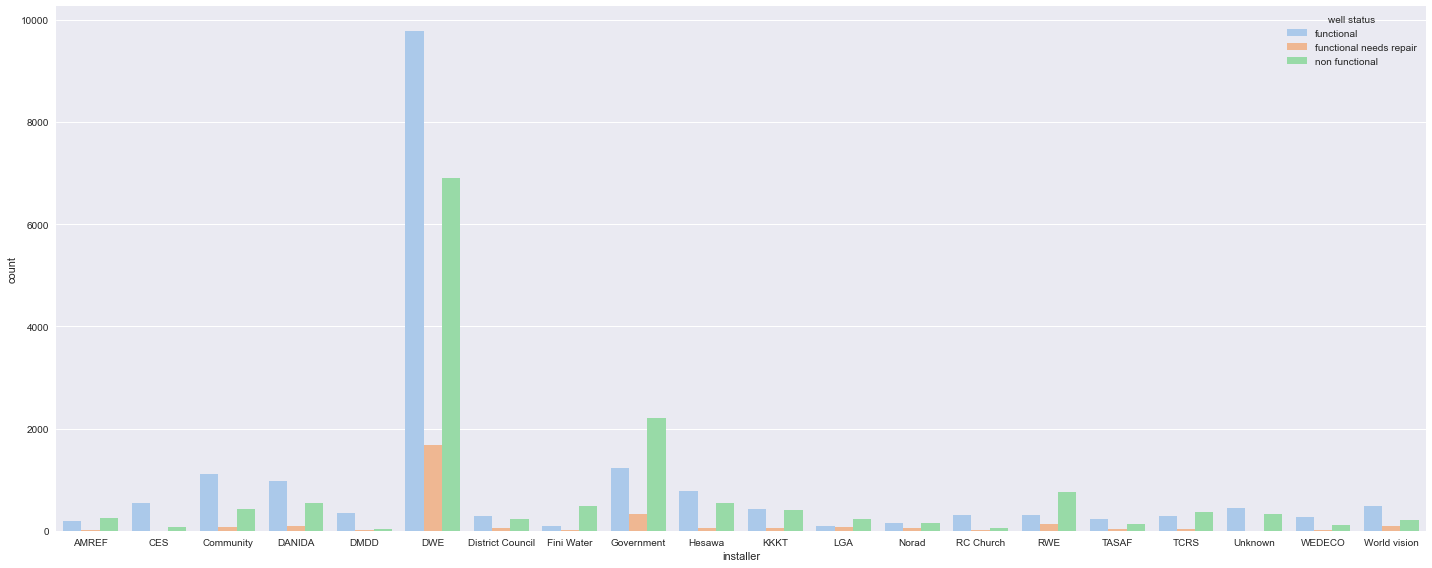 10000
8000
6000
4000
2000
0
count
well status
functional
functional needs repair
non functional
AMREF CES Community DANIDA DMDD DWE District Council Fini Water Government Hesawa KKKT LGA Norad RC Church RWE TASAF TCRS Unknown WEDECO World vision
installer